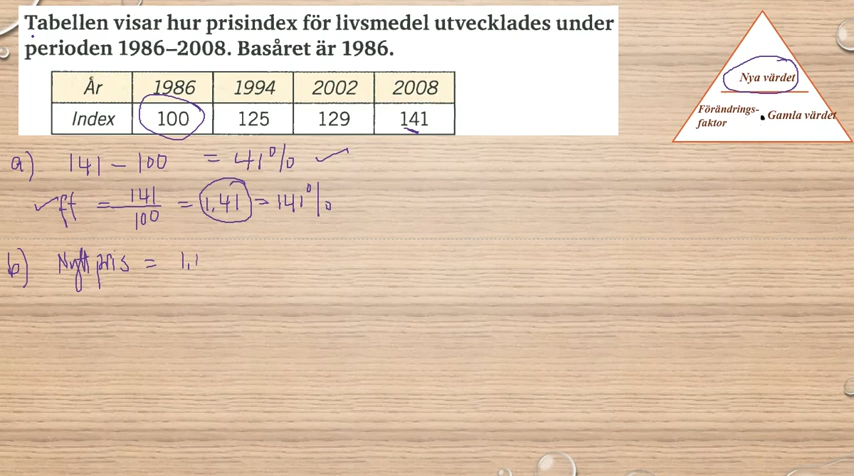 Tabellen visar hur prisindex för livsmedel utvecklades under
perioden 1986–2008. Basåret är 1986.
År 1986 1994 2002 2008
Index 100 125 129 141
Nya värdet
Förändrings-
faktor
Gamla värdet
a) 141 – 100 = 41 % ✓
✓ ff = 141/100 = 1,41 = 141 %
b) Nytt pris = 1,